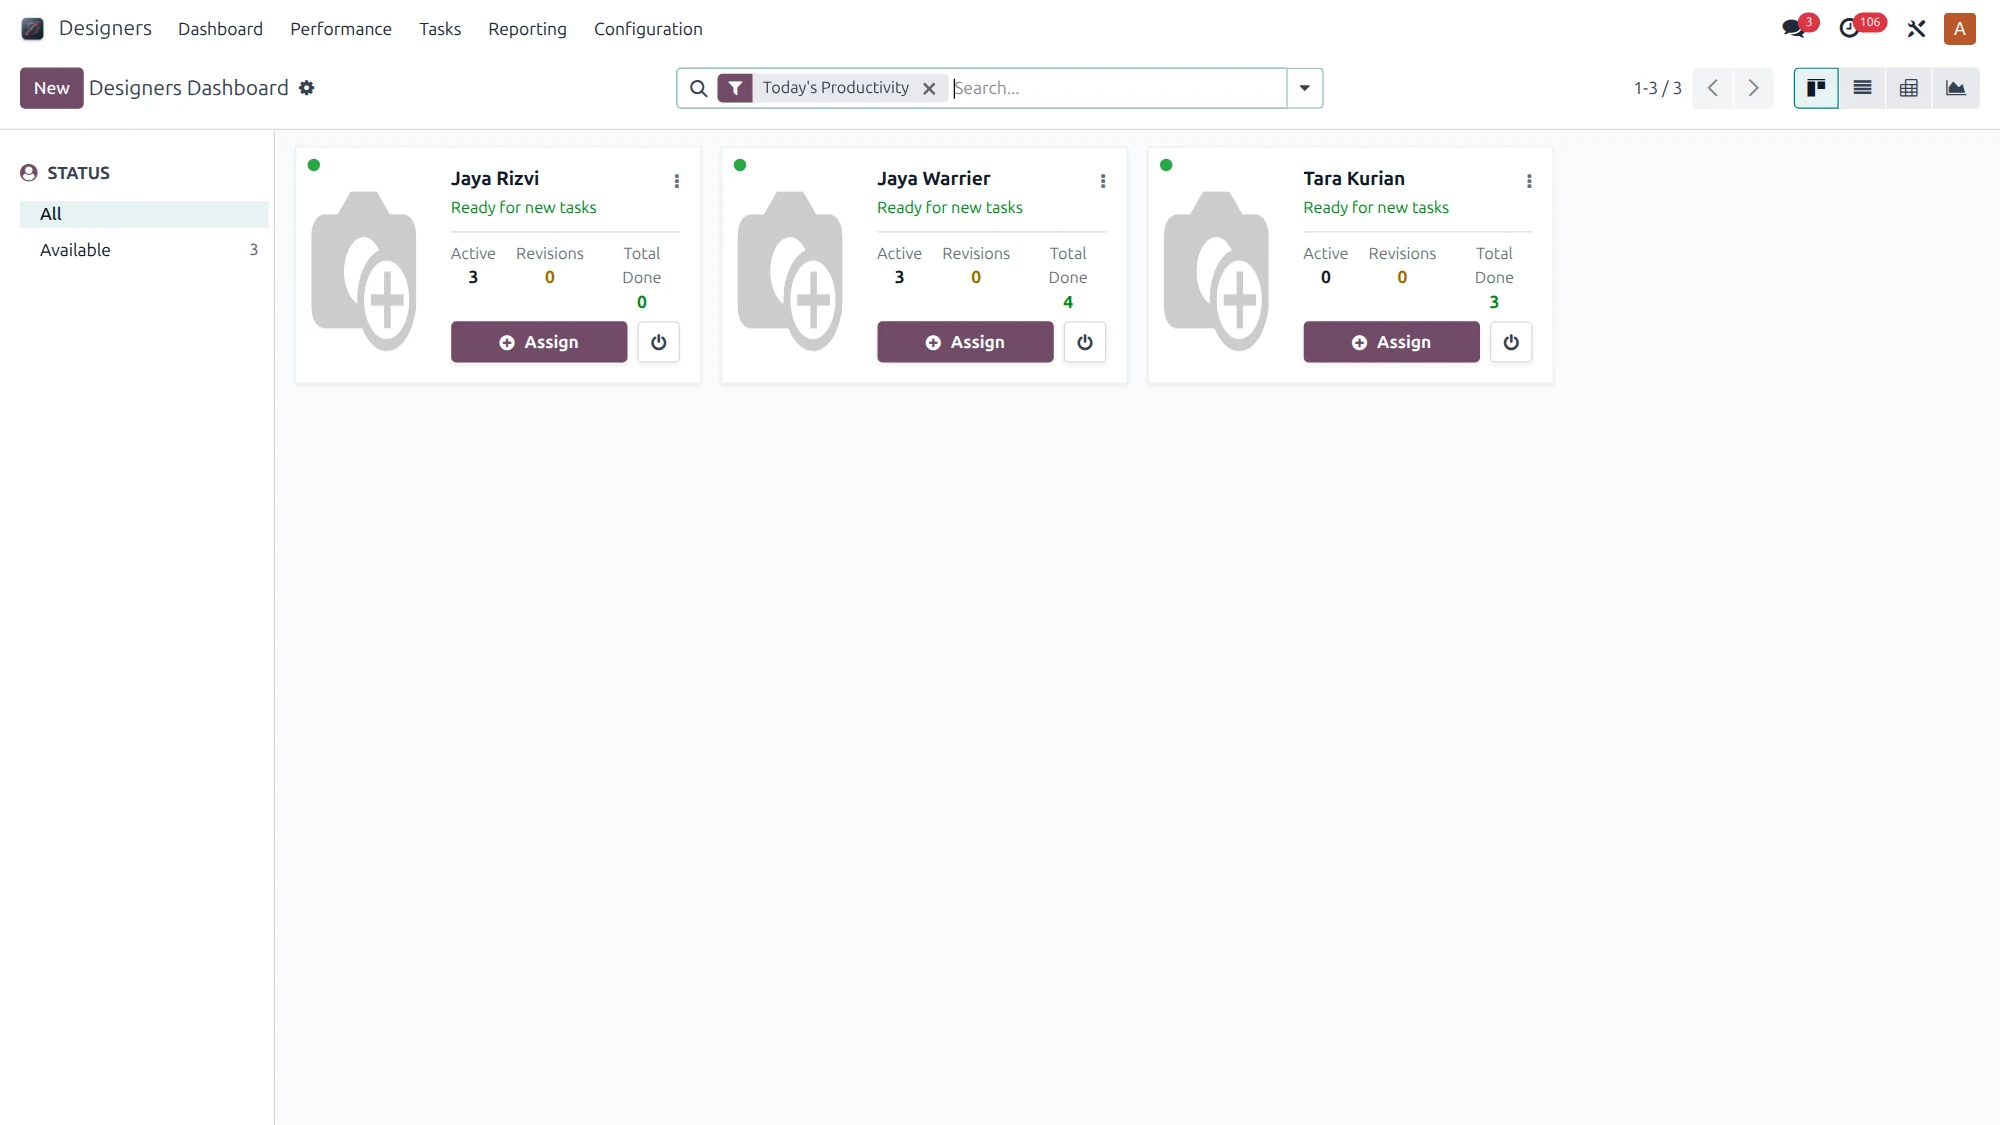 Designers
Dashboard
Performance
Tasks
Reporting
Configuration
3
106
A
New
Designers Dashboard
Today's Productivity
Search...
1-3 / 3
STATUS
All
Available 3
Jaya Rizvi
Ready for new tasks
Active Revisions Total Done
3 0 0
Assign
Jaya Warrier
Ready for new tasks
Active Revisions Total Done
3 0 4
Assign
Tara Kurian
Ready for new tasks
Active Revisions Total Done
0 0 3
Assign